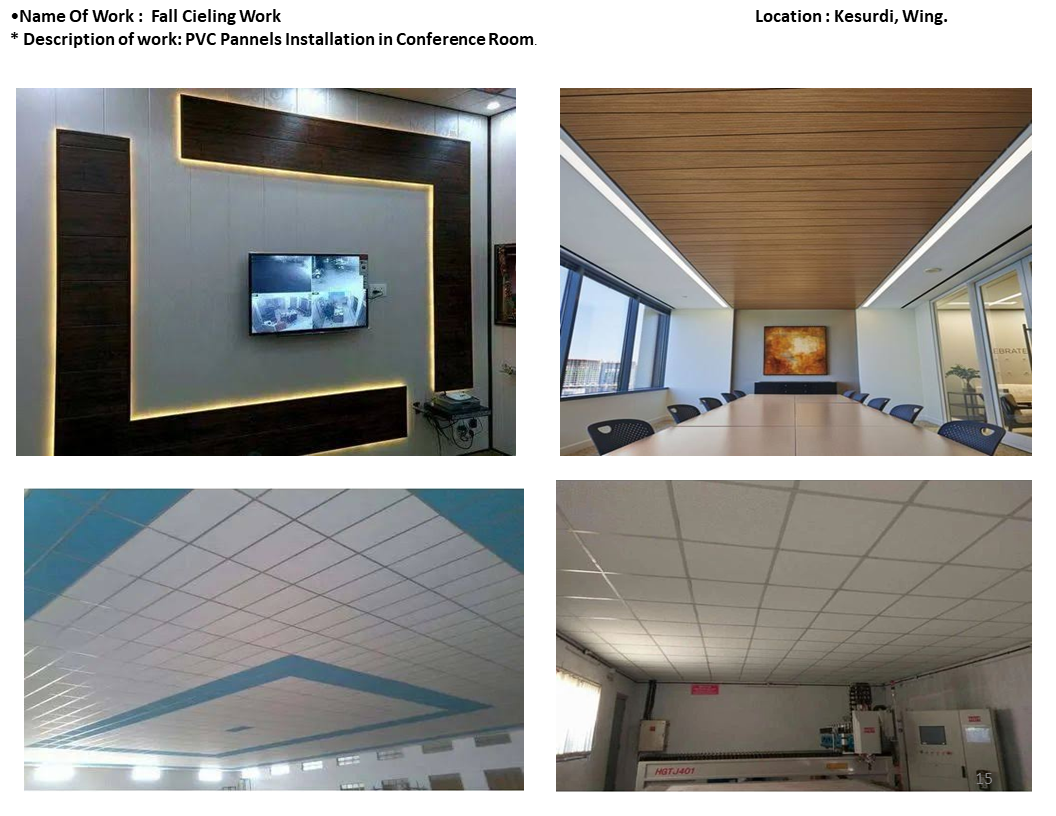 •Name Of Work :  Fall Cieling Work
Location : Kesurdi, Wing.
* Description of work: PVC Pannels Installation in Conference Room.
EBRATE
HGTJ401
15